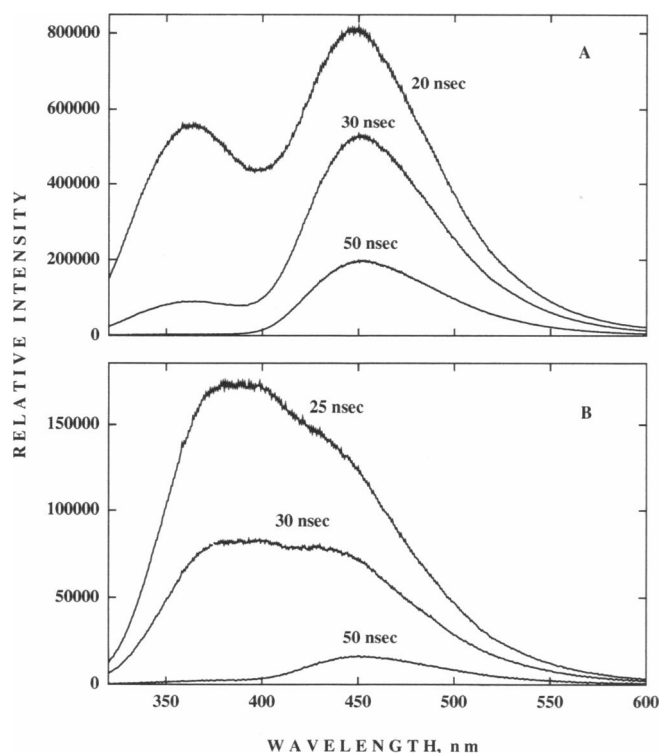 800000
A
20 nsec
600000
30 nsec
400000
50 nsec
200000
0
RELATIVE INTENSITY
B
25 nsec
150000
100000
30 nsec
50000
50 nsec
0
350 400 450 500 550 600
WAVELENGTH, nm